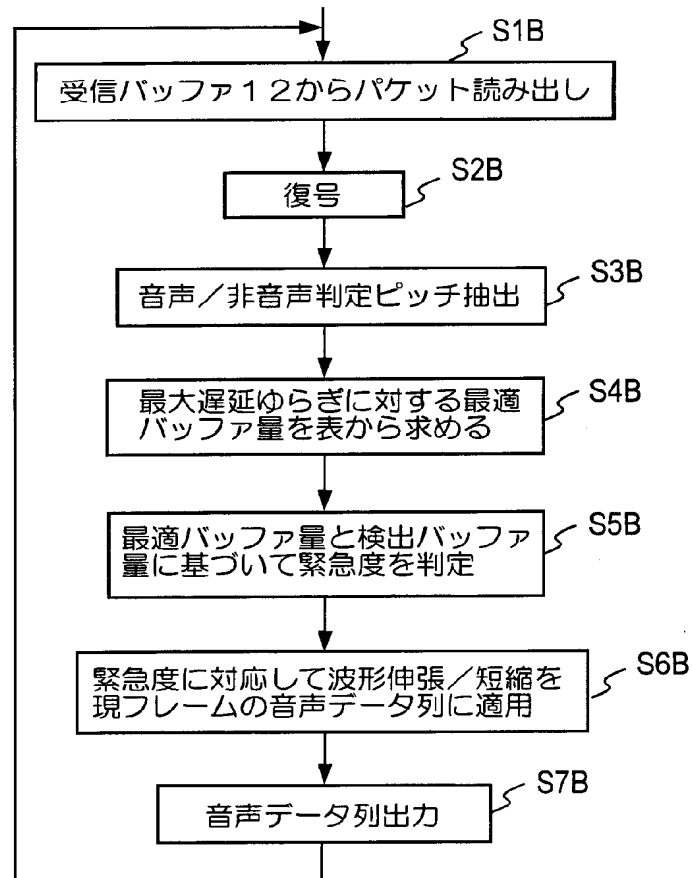 S1B
受信バッファ１２からパケット読み出し
S2B
復号
S3B
音声／非音声判定ピッチ抽出
S4B
最大遅延ゆらぎに対する最適
バッファ量を表から求める
S5B
最適バッファ量と検出バッファ
量に基づいて緊急度を判定
S6B
緊急度に対応して波形伸張／短縮を
現フレームの音声データ列に適用
S7B
音声データ列出力